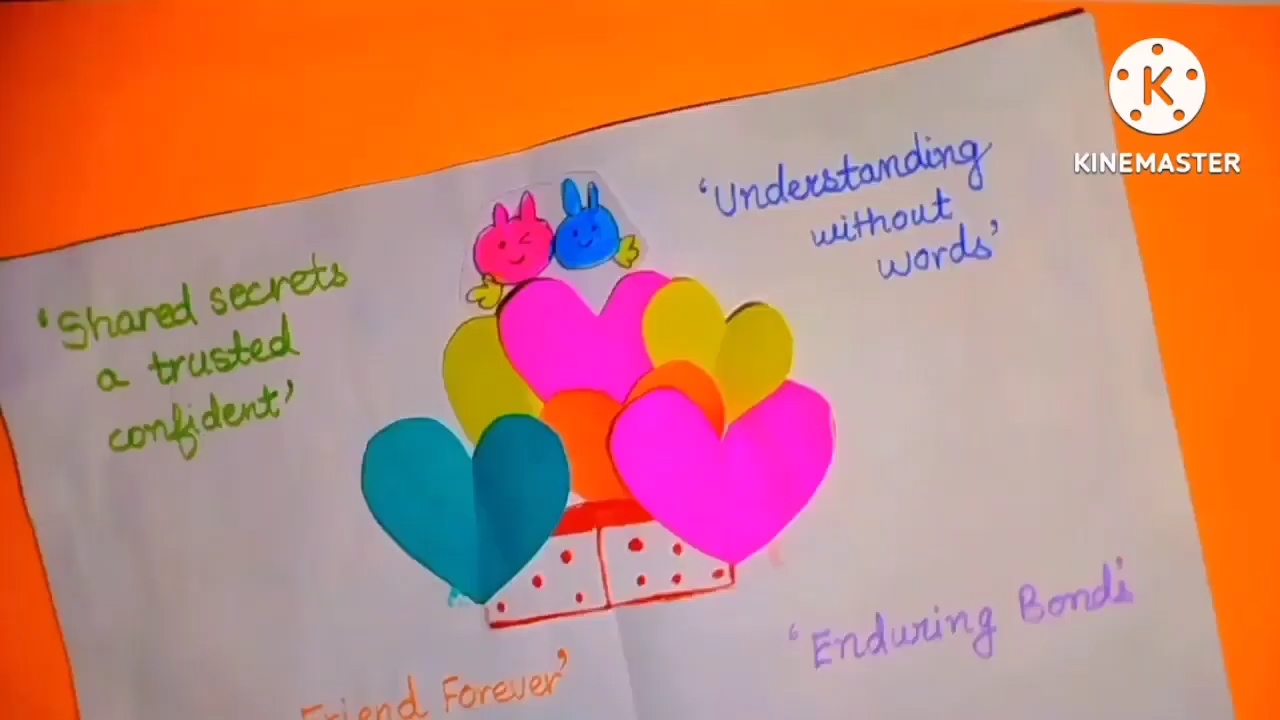 'Shared secrets
a trusted
confident'
'Understanding
without
words'
'Enduring Bonds'
Friend Forever'
KINEMASTER